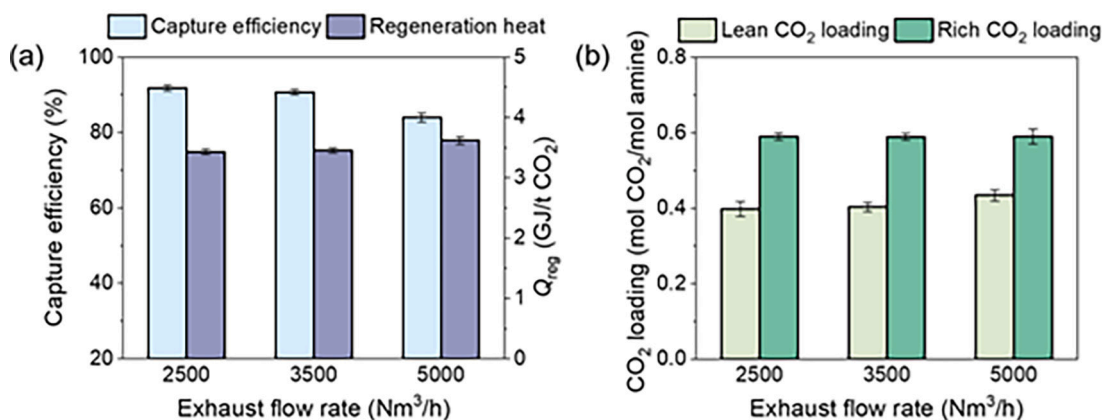 (a)
Capture efficiency Regeneration heat
Capture efficiency (%)
100
80
60
40
20
5
4
3
2
1
0
Q_reg (GJ/t CO₂)
2500 3500 5000
Exhaust flow rate (Nm³/h)
(b)
Lean CO₂ loading Rich CO₂ loading
CO₂ loading (mol CO₂/mol amine)
0.8
0.6
0.4
0.2
0.0
2500 3500 5000
Exhaust flow rate (Nm³/h)